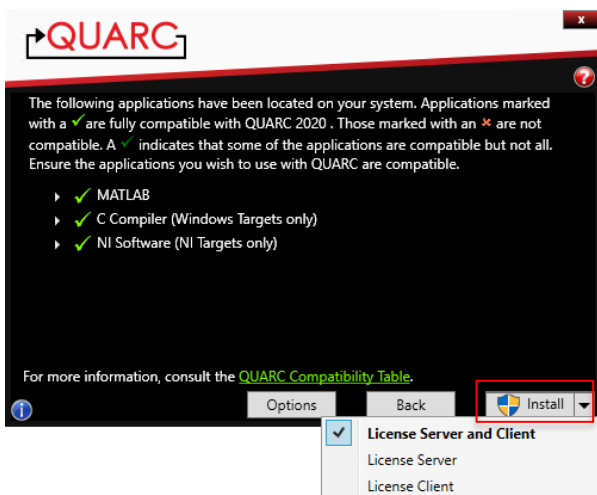 QUARC
x
?
The following applications have been located on your system. Applications marked
with a ✓ are fully compatible with QUARC 2020 . Those marked with an × are not
compatible. A ✓ indicates that some of the applications are compatible but not all.
Ensure the applications you wish to use with QUARC are compatible.
MATLAB
C Compiler (Windows Targets only)
NI Software (NI Targets only)
For more information, consult the QUARC Compatibility Table.
i
Options Back Install
License Server and Client
License Server
License Client